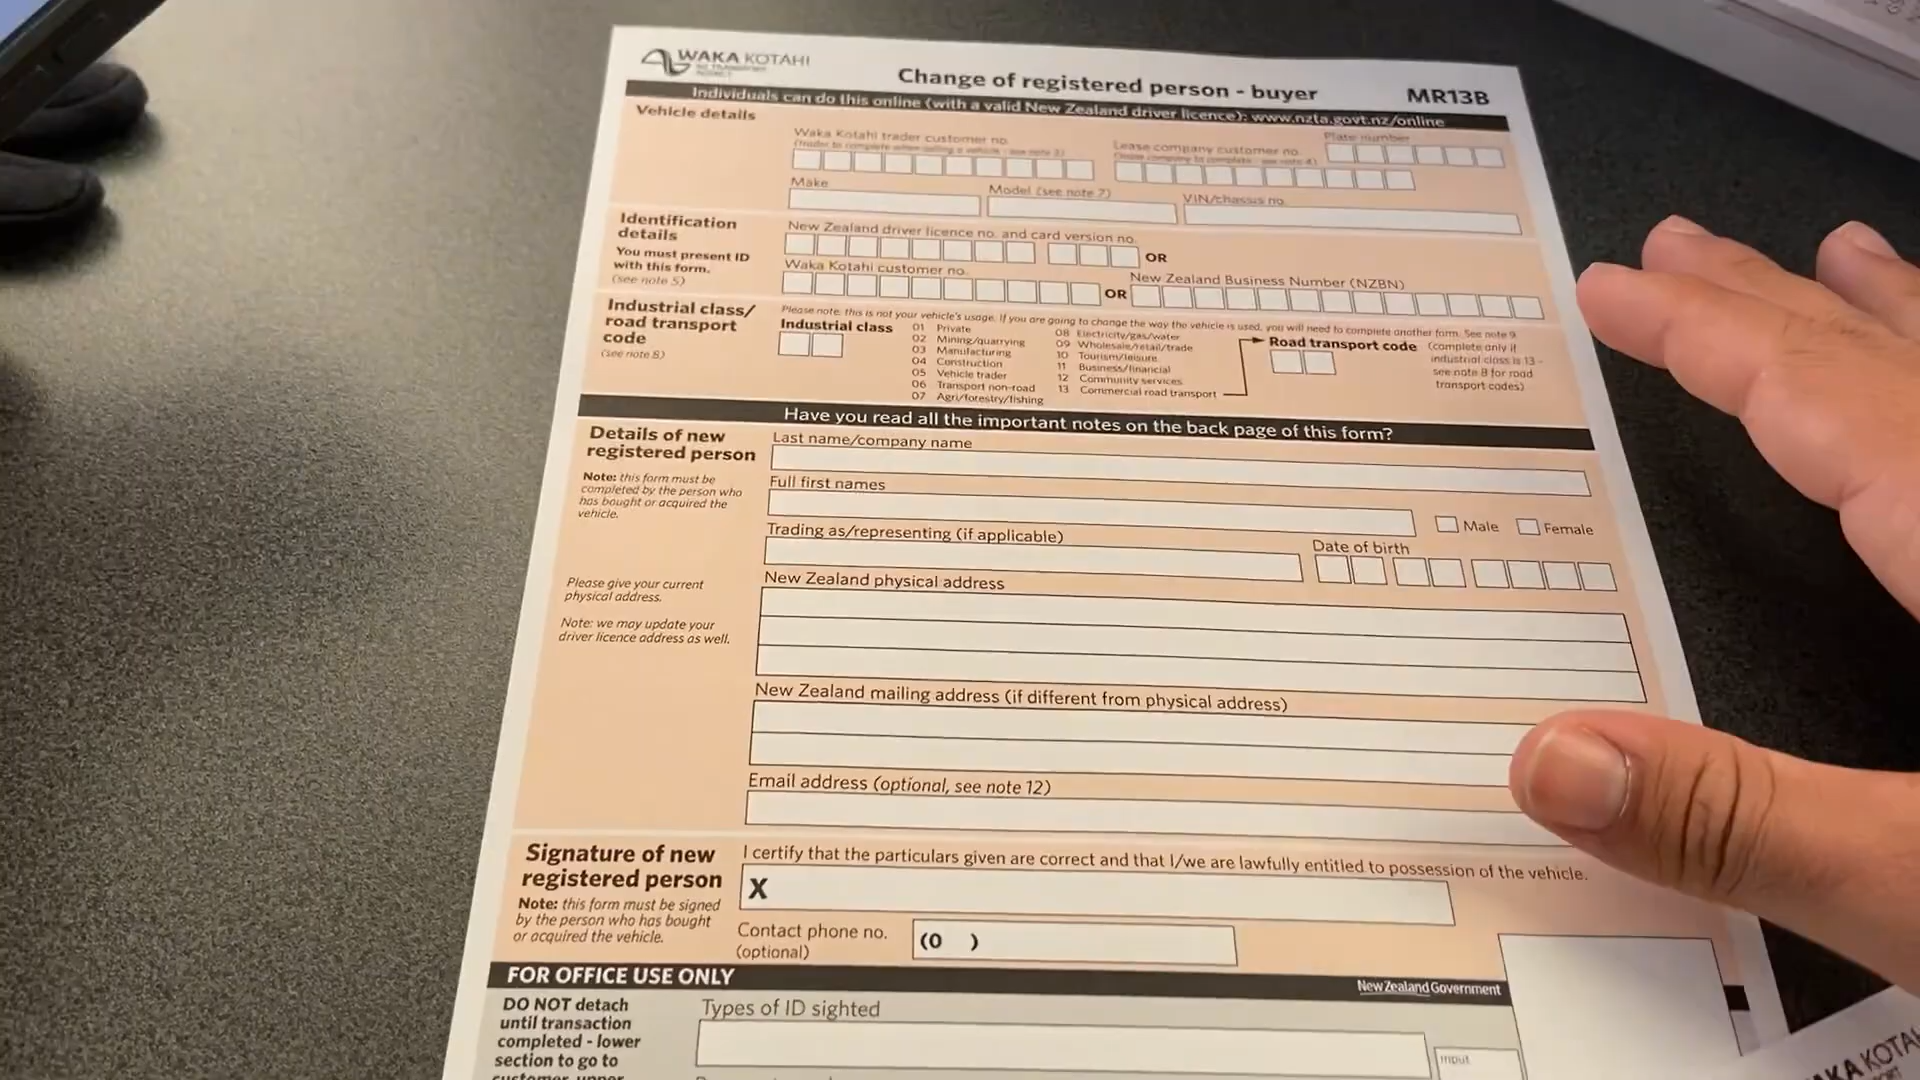 WAKA KOTAHI
NZ TRANSPORT
AGENCY
Change of registered person - buyer
MR13B
Individuals can do this online (with a valid New Zealand driver licence): www.nzta.govt.nz/online
Vehicle details
Waka Kotahi trader customer no.
(Trader to complete when selling a vehicle - see note 3)
Lease company customer no.
(lease company to complete - see note 4)
Plate number
Make
Model (see note 7)
VIN/chassis no.
Identification
details
You must present ID
with this form.
(see note 5)
New Zealand driver licence no. and card version no.
OR
Waka Kotahi customer no.
OR
New Zealand Business Number (NZBN)
Industrial class/
road transport
code
(see note 8)
Please note: this is not your vehicle's usage. If you are going to change the way the vehicle is used, you will need to complete another form. See note 9
Industrial class
01 Private
02 Mining/quarrying
03 Manufacturing
04 Construction
05 Vehicle trader
06 Transport non-road
07 Agri/forestry/fishing
08 Electricity/gas/water
09 Wholesale/retail/trade
10 Tourism/leisure
11 Business/financial
12 Community services
13 Commercial road transport
Road transport code
(complete only if
industrial class is 13 -
see note 8 for road
transport codes)
Have you read all the important notes on the back page of this form?
Details of new
registered person
Note: this form must be
completed by the person who
has bought or acquired the
vehicle.
Last name/company name
Full first names
Male
Female
Trading as/representing (if applicable)
Date of birth
Please give your current
physical address.
Note: we may update your
driver licence address as well.
New Zealand physical address
New Zealand mailing address (if different from physical address)
Email address (optional, see note 12)
Signature of new
registered person
Note: this form must be signed
by the person who has bought
or acquired the vehicle.
I certify that the particulars given are correct and that I/we are lawfully entitled to possession of the vehicle.
X
Contact phone no.
(optional)
(0 )
FOR OFFICE USE ONLY
New Zealand Government
DO NOT detach
until transaction
completed - lower
section to go to
customer, upper
Types of ID sighted
Input
AKA KOTA